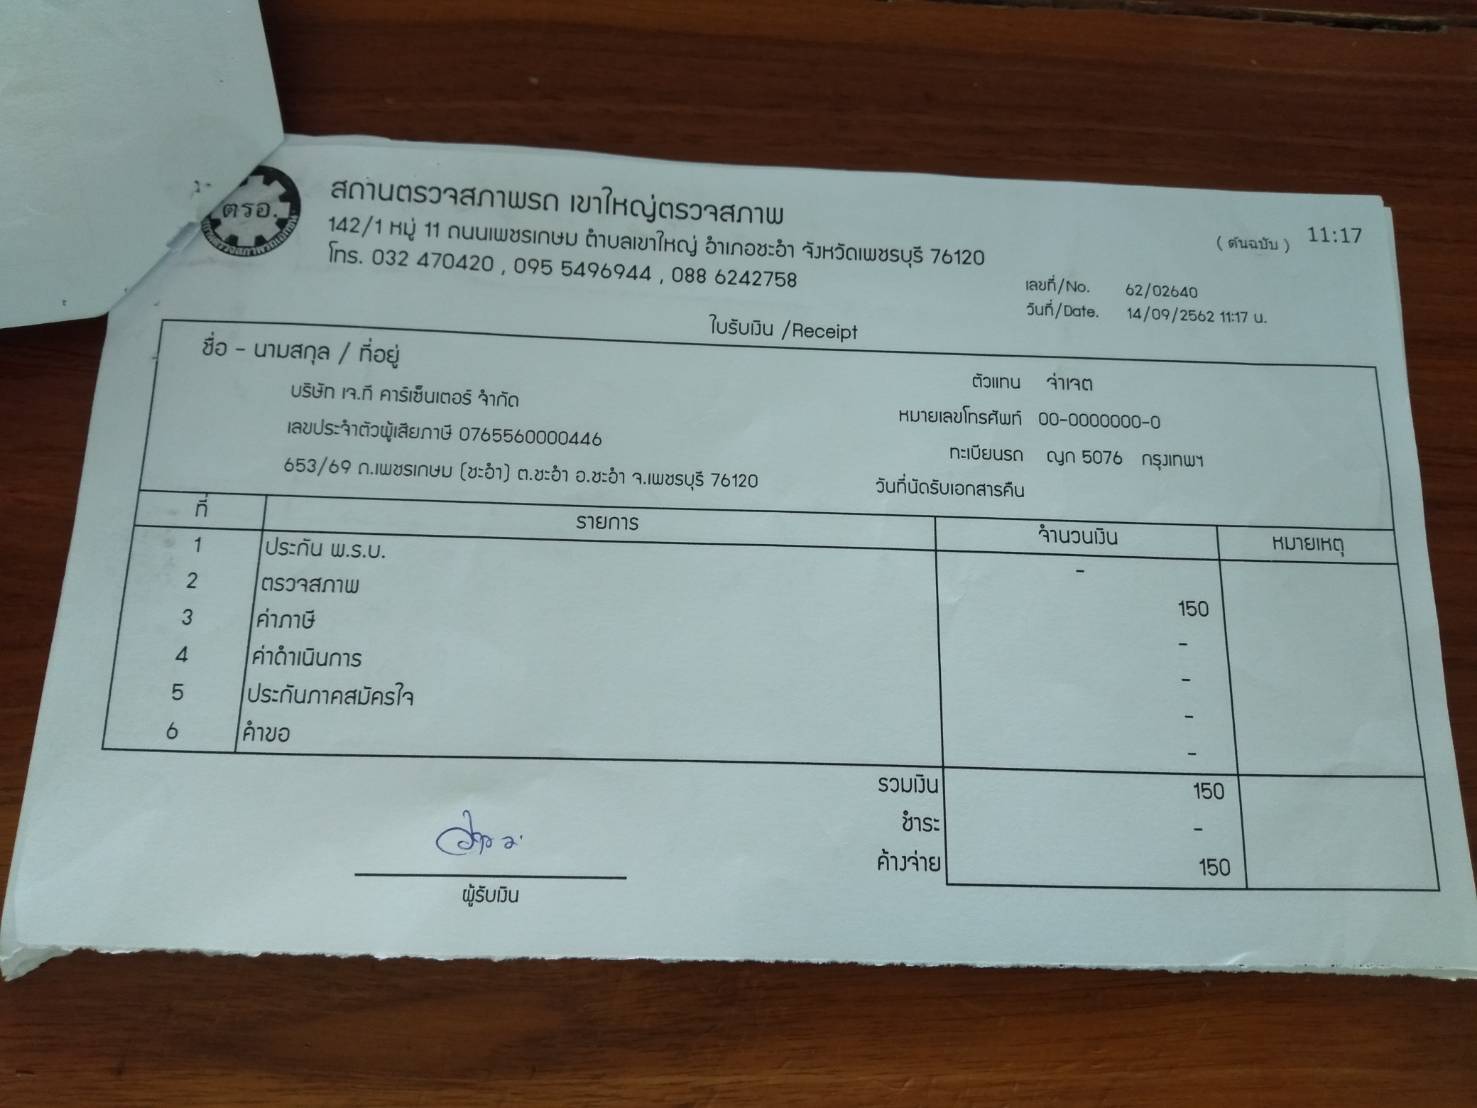 ตรอ.
สถานตรวจสภาพรถ เขาใหญ่ตรวจสภาพ
142/1 หมู่ 11 ถนนเพชรเกษม ตำบลเขาใหญ่ อำเภอชะอำ จังหวัดเพชรบุรี 76120
โทร. 032 470420 , 095 5496944 , 088 6242758
( ต้นฉบับ ) 11:17
เลขที่/No. 62/02640
วันที่/Date. 14/09/2562 11:17 น.
ใบรับเงิน /Receipt
ชื่อ - นามสกุล / ที่อยู่
บริษัท เจ.ที คาร์เซ็นเตอร์ จำกัด
เลขประจำตัวผู้เสียภาษี 0765560000446
653/69 ถ.เพชรเกษม (ชะอำ) ต.ชะอำ อ.ชะอำ จ.เพชรบุรี 76120
ตัวแทน จ่าเจต
หมายเลขโทรศัพท์ 00-0000000-0
ทะเบียนรถ ญก 5076 กรุงเทพฯ
วันที่นัดรับเอกสารคืน
ที่ รายการ จำนวนเงิน หมายเหตุ
1 ประกัน พ.ร.บ. -
2 ตรวจสภาพ 150
3 ค่าภาษี -
4 ค่าดำเนินการ -
5 ประกันภาคสมัครใจ -
6 คำขอ -
รวมเงิน 150
ชำระ -
ค้างจ่าย 150
ผู้รับเงิน